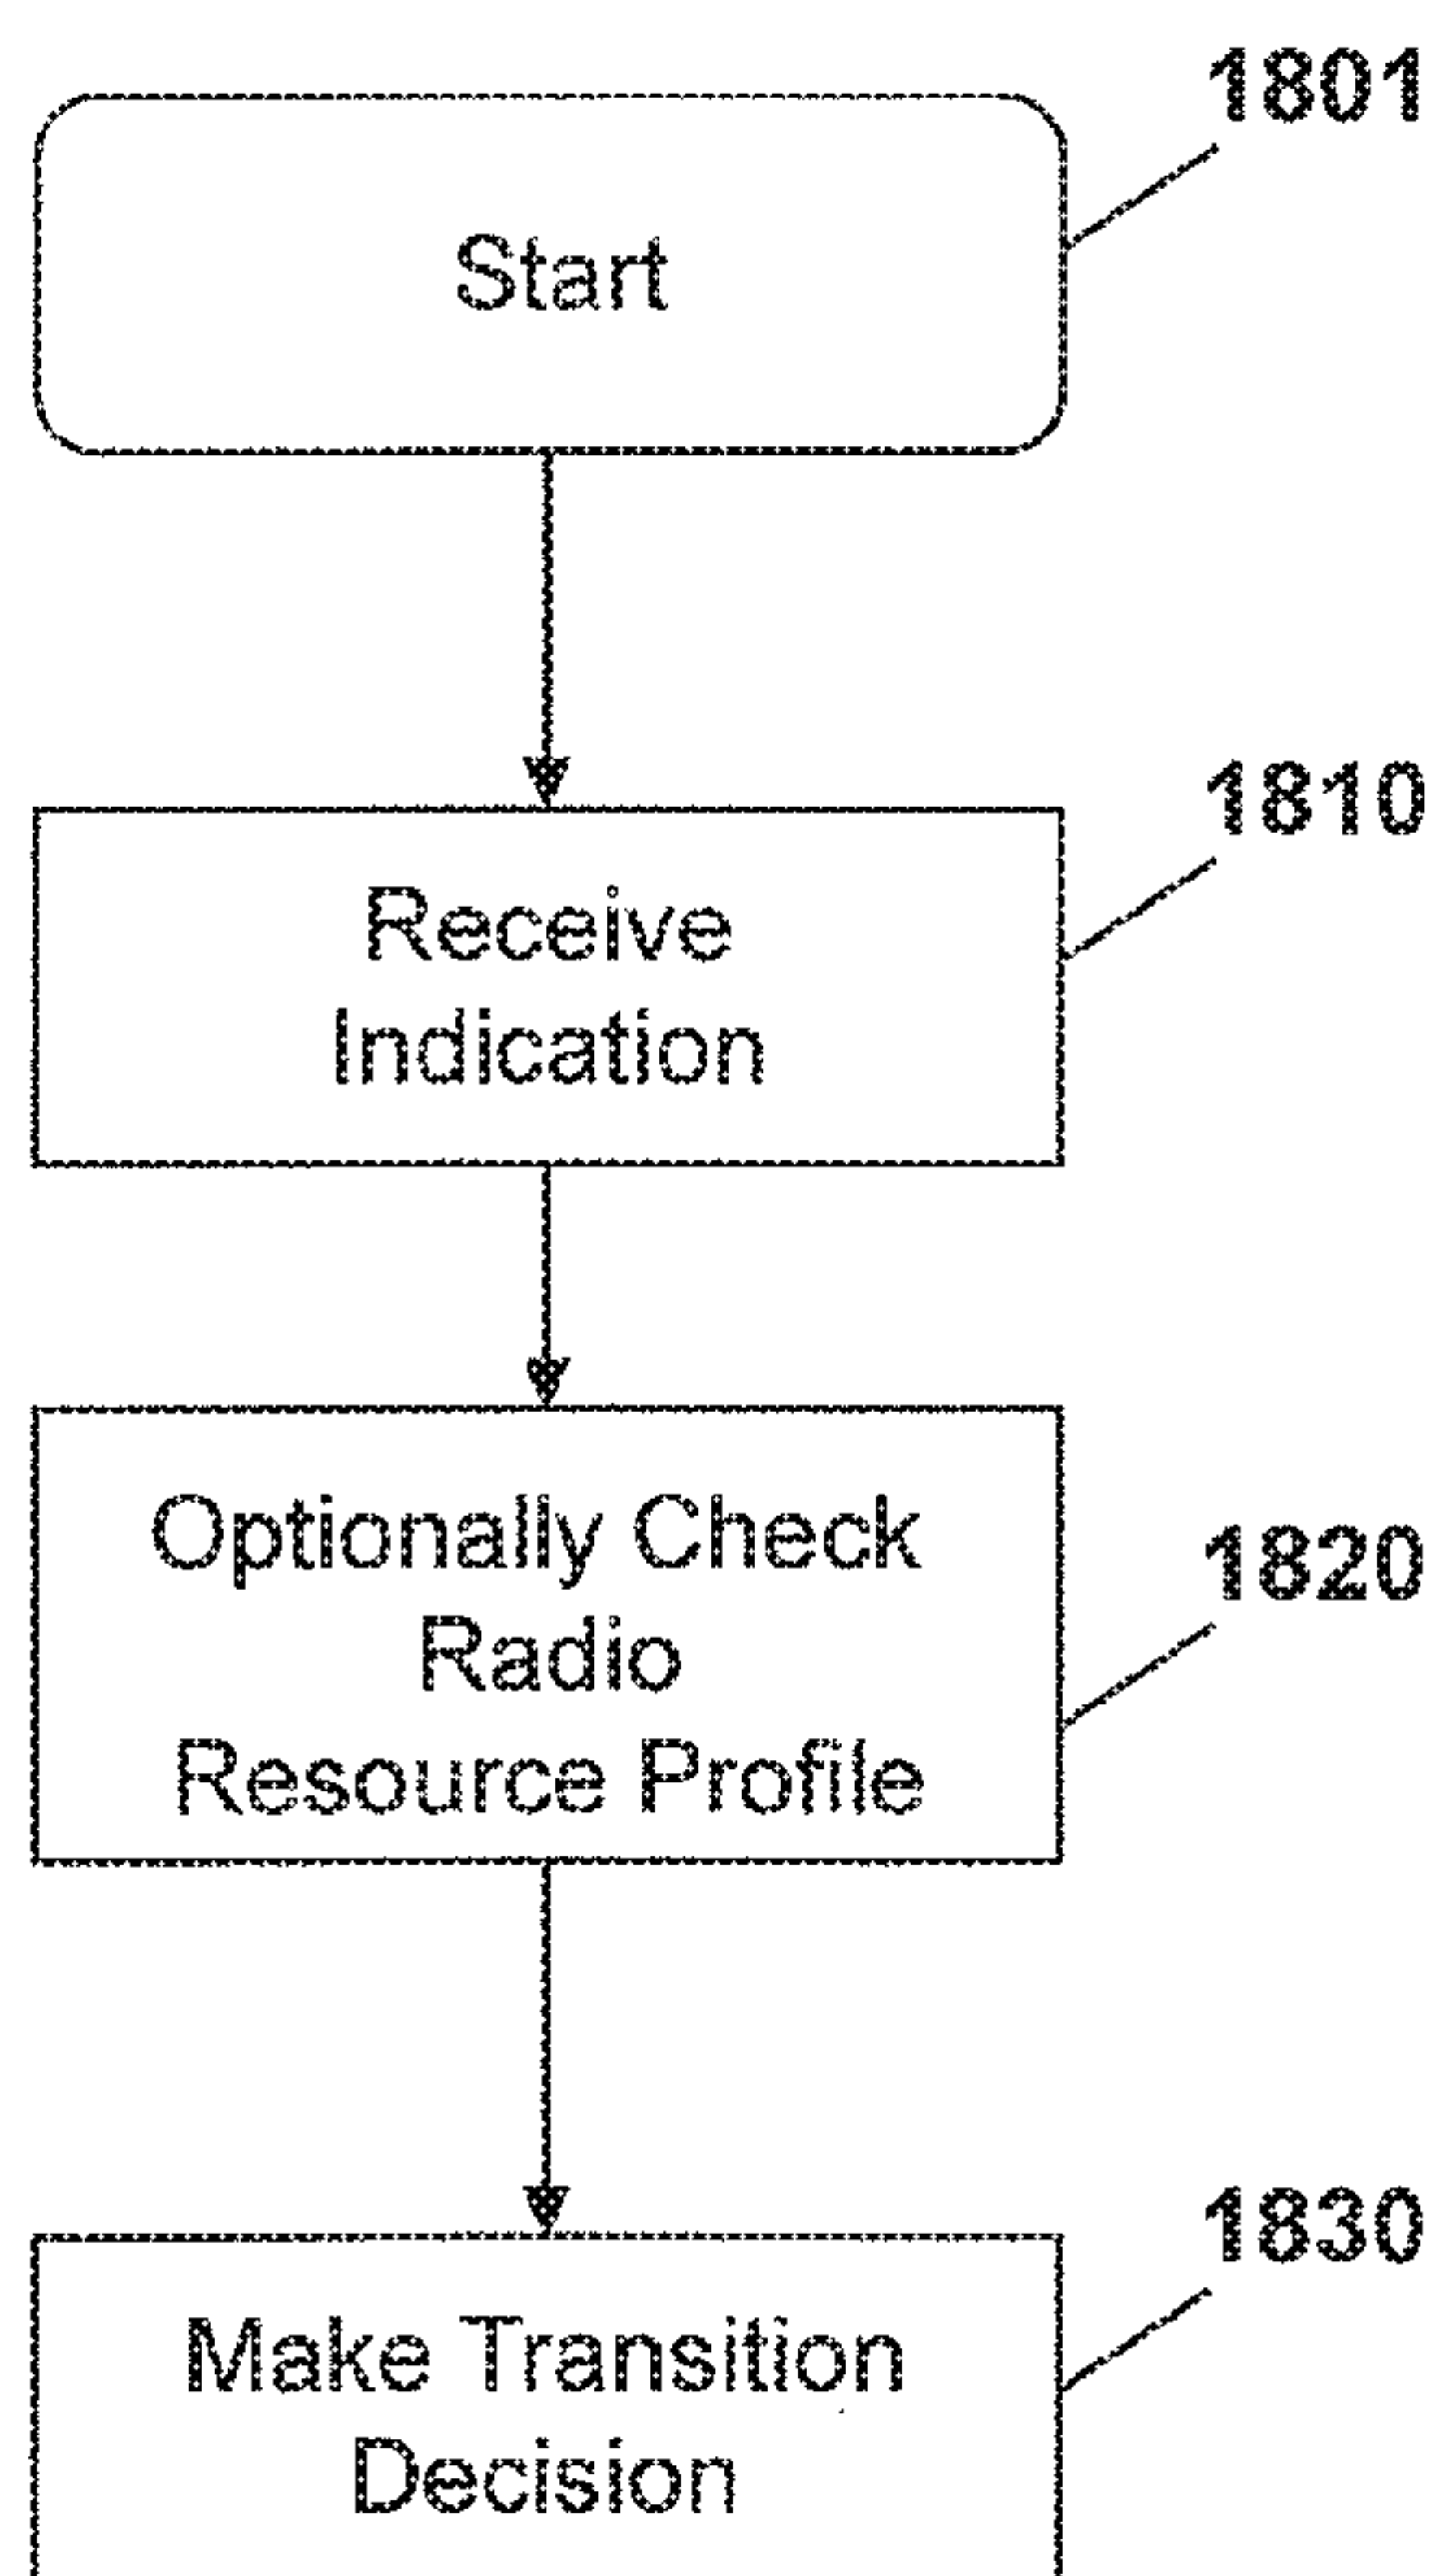 1801
Start
1810
Receive
Indication
Optionally Check
1820
Radio
Resource Profile
1830
Make Transition
Decision